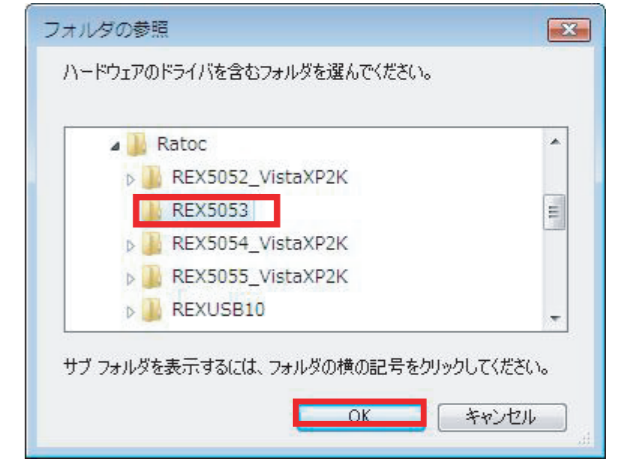 フォルダの参照
ハードウェアのドライバを含むフォルダを選んでください。
Ratoc
REX5052_VistaXP2K
REX5053
REX5054_VistaXP2K
REX5055_VistaXP2K
REXUSB10
サブ フォルダを表示するには、フォルダの横の記号をクリックしてください。
OK キャンセル